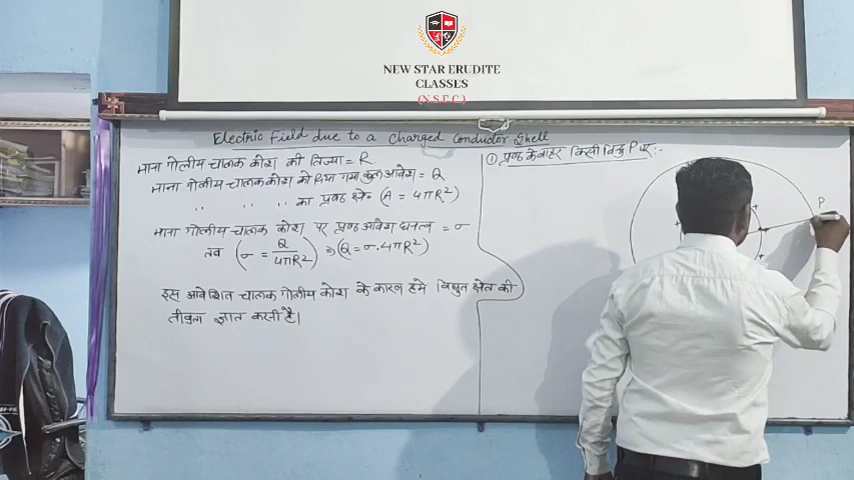 NEW STAR ERUDITE
CLASSES
(N.S.E.C)
Electric Field due to a Charged Conductor Shell
माना गोलीय चालक कोश की त्रिज्या = R
माना गोलीय चालक कोश को दिया गया कुल आवेश = Q
" " " का पृष्ठ क्षे० (A = 4πR²)
माना गोलीय चालक कोश पर पृष्ठ आवेश घनत्व = σ
तब (σ = Q/4πR²) ⇒ (Q = σ.4πR²)
इस आवेशित चालक गोलीय कोश के कारण हमे विद्युत क्षेत्र की
तीव्रता ज्ञात करनी है।
① पृष्ठ के बाहर किसी बिन्दु P पर :-
P
+
+
+